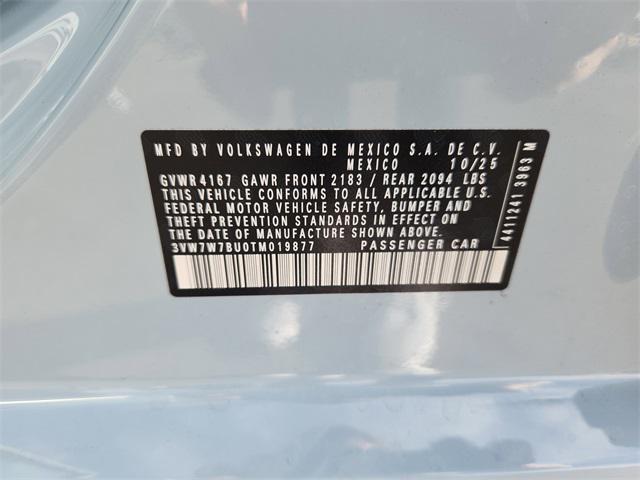 MFD BY VOLKSWAGEN DE MEXICO S.A. DE C.V.
MEXICO 10/25
GVWR 4167 GAWR FRONT 2183 / REAR 2094 LBS
THIS VEHICLE CONFORMS TO ALL APPLICABLE U.S.
FEDERAL MOTOR VEHICLE SAFETY, BUMPER AND
THEFT PREVENTION STANDARDS IN EFFECT ON
THE DATE OF MANUFACTURE SHOWN ABOVE.
3VW7W7BU0TM019877 PASSENGER CAR
4411241 3963 M